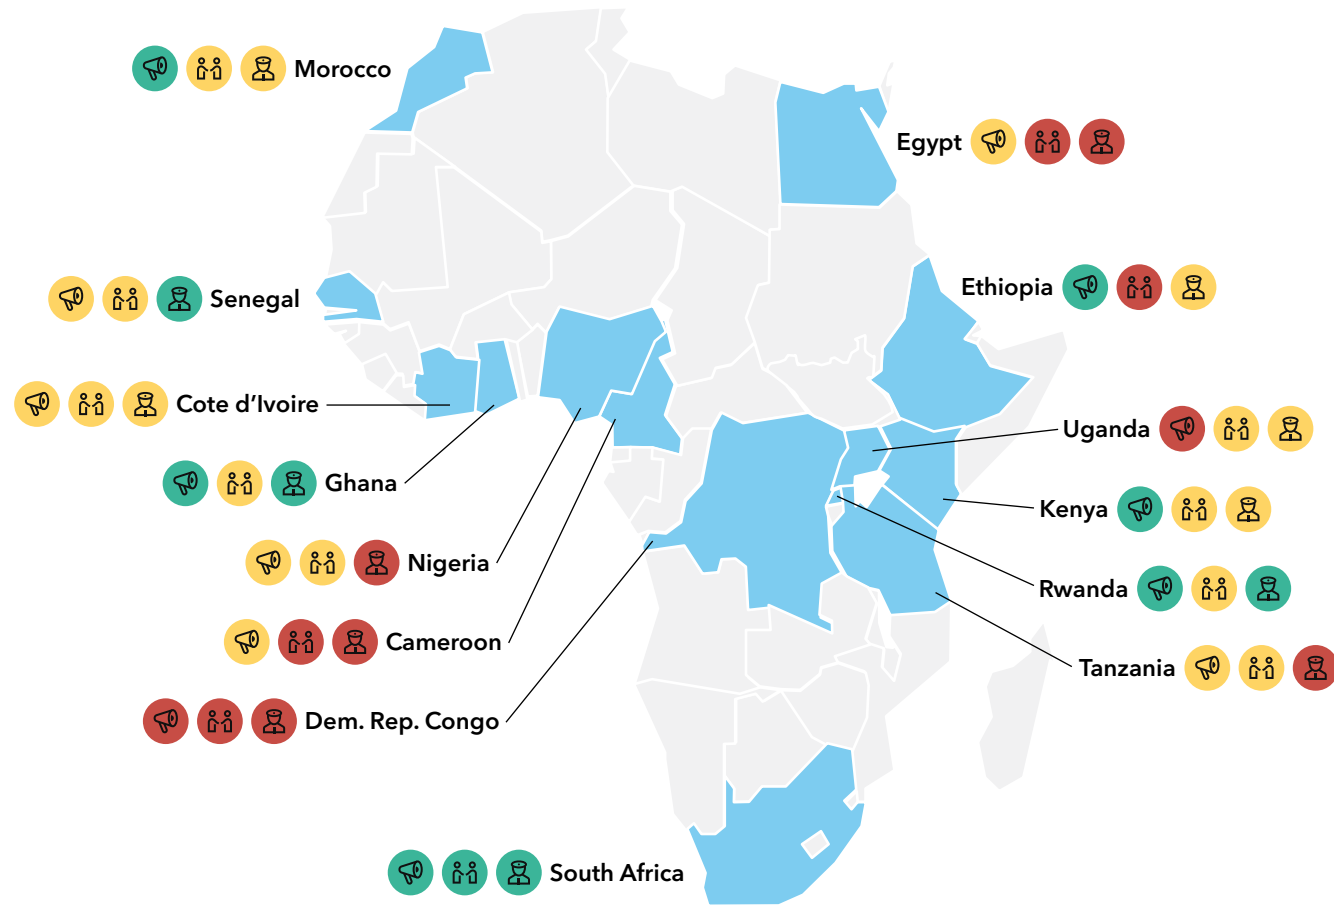 Morocco
Egypt
Ethiopia
Senegal
Cote d’Ivoire
Uganda
Ghana
Kenya
Nigeria
Rwanda
Cameroon
Tanzania
Dem. Rep. Congo
South Africa